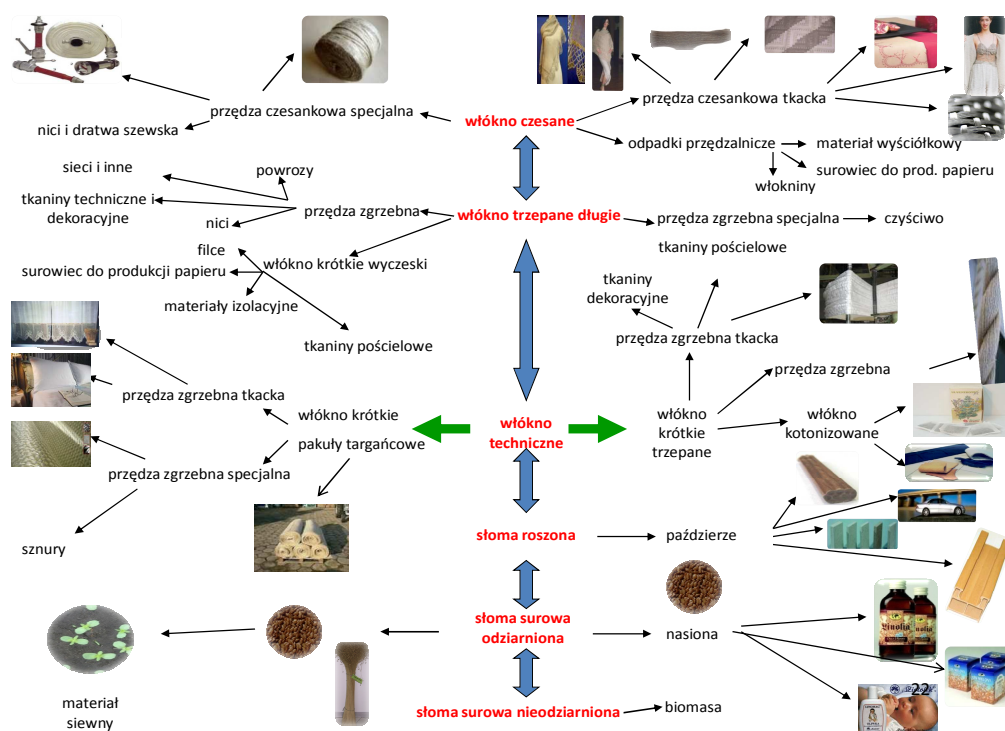 przędza czesankowa specjalna
przędza czesankowa tkacka
włókno czesane
nici i dratwa szewska
odpadki przędzalnicze
materiał wyściółkowy
surowiec do prod. papieru
włokniny
sieci i inne
powrozy
tkaniny techniczne i
dekoracyjne
przędza zgrzebna
nici
włókno trzepane długie
przędza zgrzebna specjalna
czyściwo
filce
włókno krótkie wyczeski
surowiec do produkcji papieru
materiały izolacyjne
tkaniny pościelowe
tkaniny pościelowe
tkaniny
dekoracyjne
przędza zgrzebna tkacka
przędza zgrzebna
przędza zgrzebna tkacka
włókno krótkie
pakuły targańcowe
włókno
techniczne
włókno
krótkie
trzepane
włókno
kotonizowane
przędza zgrzebna specjalna
sznury
słoma roszona
paździerze
słoma surowa
odziarniona
nasiona
Linolia
materiał
siewny
słoma surowa nieodziarniona
biomasa
22